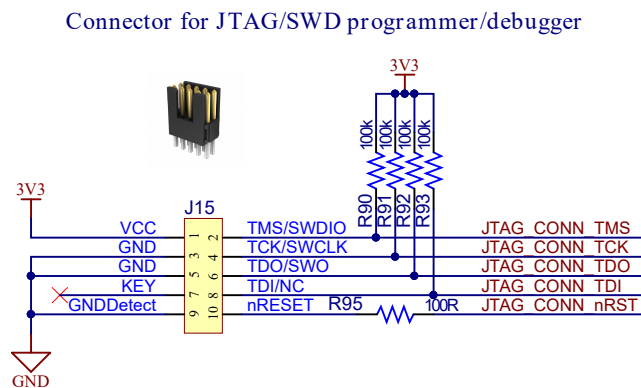 Connector for JTAG/SWD programmer/debugger
3V3
100k 100k 100k 100k
R90 R91 R92 R93
3V3
J15
VCC 1 2 TMS/SWDIO JTAG_CONN_TMS
GND 3 4 TCK/SWCLK JTAG_CONN_TCK
GND 5 6 TDO/SWO JTAG_CONN_TDO
KEY 7 8 TDI/NC JTAG_CONN_TDI
GNDDetect 9 10 nRESET R95 100R JTAG_CONN_nRST
GND